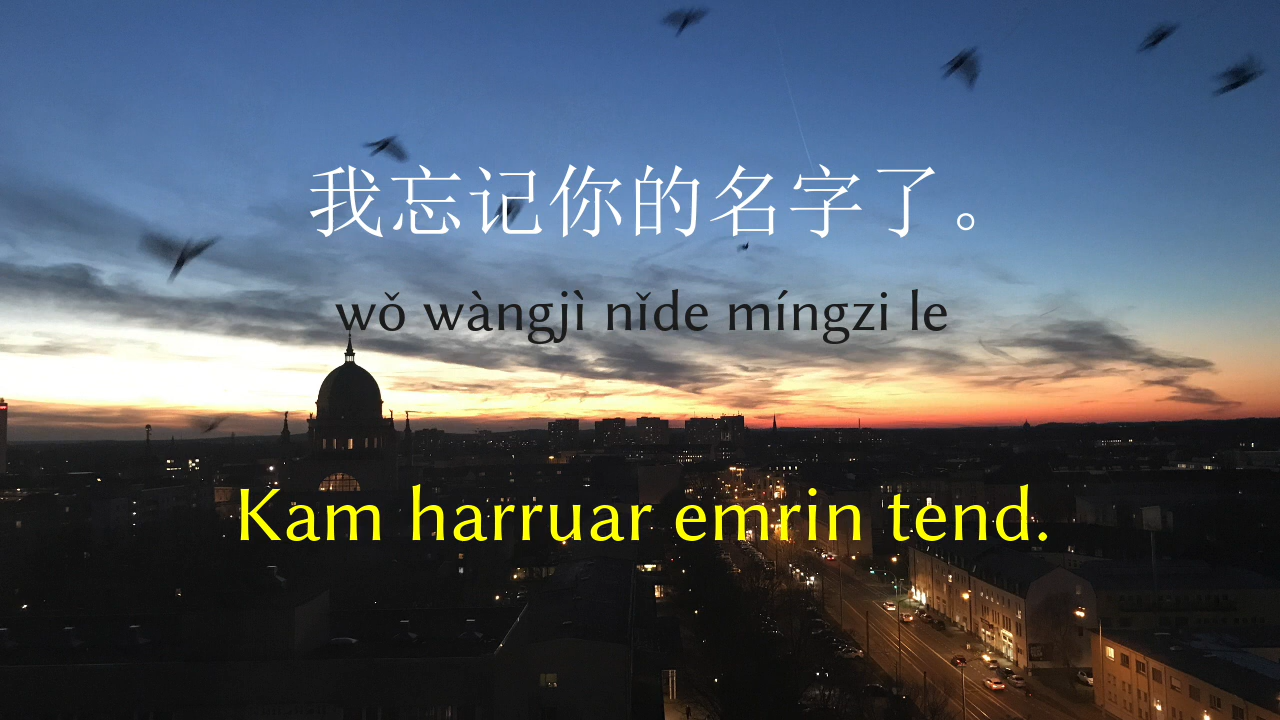 我忘记你的名字了。
wǒ wàngjì nǐde míngzi le
Kam harruar emrin tend.